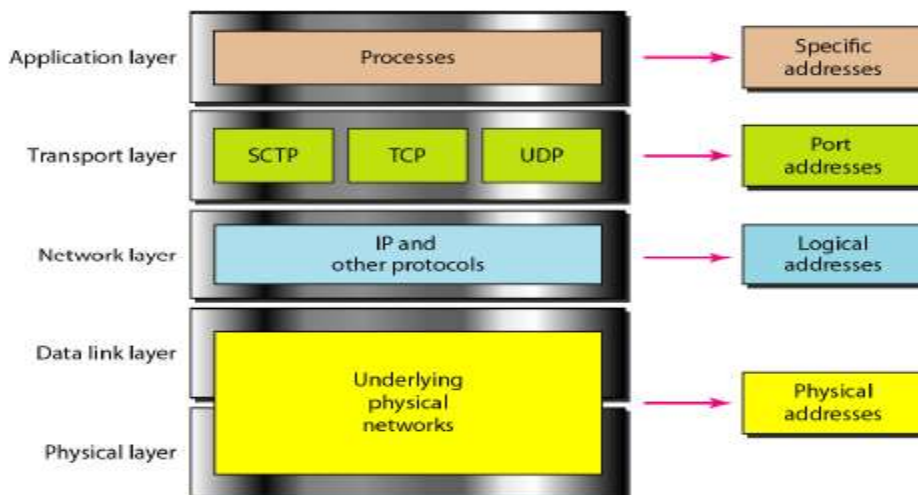 Application layer
Processes
Specific
addresses
Transport layer
SCTP
TCP
UDP
Port
addresses
Network layer
IP and
other protocols
Logical
addresses
Data link layer
Underlying
physical
networks
Physical
addresses
Physical layer